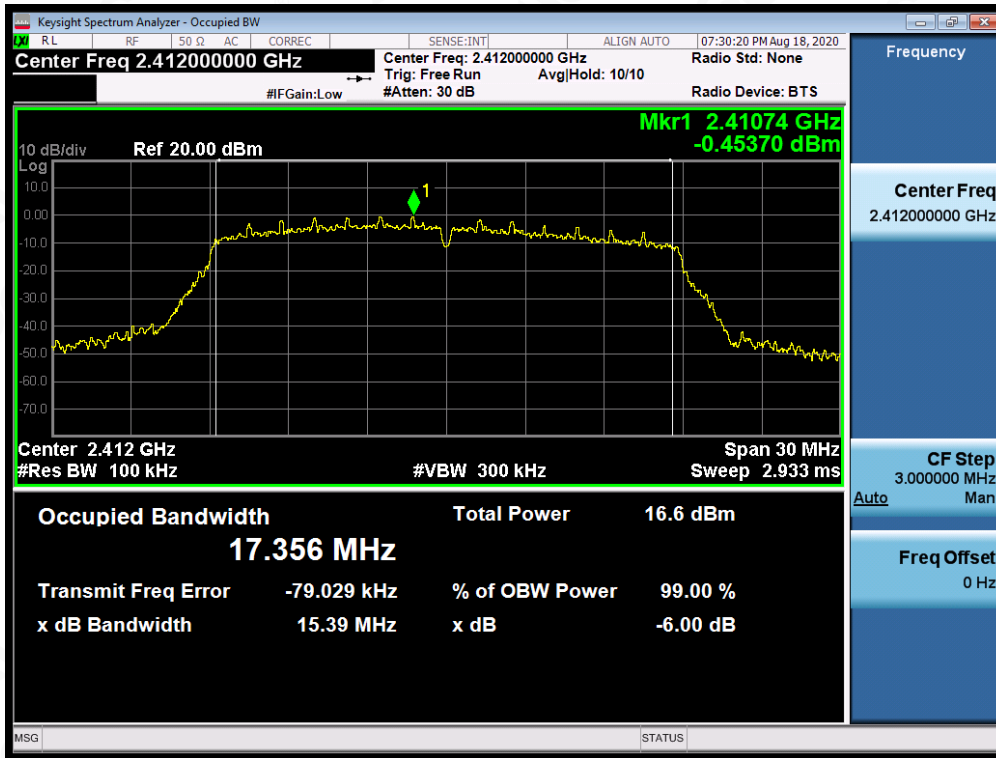 Keysight Spectrum Analyzer - Occupied BW
LXI RL RF 50 Ω AC CORREC SENSE:INT ALIGN AUTO 07:30:20 PM Aug 18, 2020
Center Freq 2.412000000 GHz
Center Freq: 2.412000000 GHz
Radio Std: None
Trig: Free Run Avg|Hold: 10/10
#IFGain:Low
#Atten: 30 dB
Radio Device: BTS
Frequency
Mkr1 2.41074 GHz
-0.45370 dBm
10 dB/div Ref 20.00 dBm
Log
10.0
0.00
-10.0
-20.0
-30.0
-40.0
-50.0
-60.0
-70.0
1
Center 2.412 GHz
Span 30 MHz
#Res BW 100 kHz
#VBW 300 kHz
Sweep 2.933 ms
Center Freq
2.412000000 GHz
CF Step
3.000000 MHz
Auto Man
Freq Offset
0 Hz
Occupied Bandwidth
Total Power 16.6 dBm
17.356 MHz
Transmit Freq Error -79.029 kHz
% of OBW Power 99.00 %
x dB Bandwidth 15.39 MHz
x dB -6.00 dB
MSG
STATUS